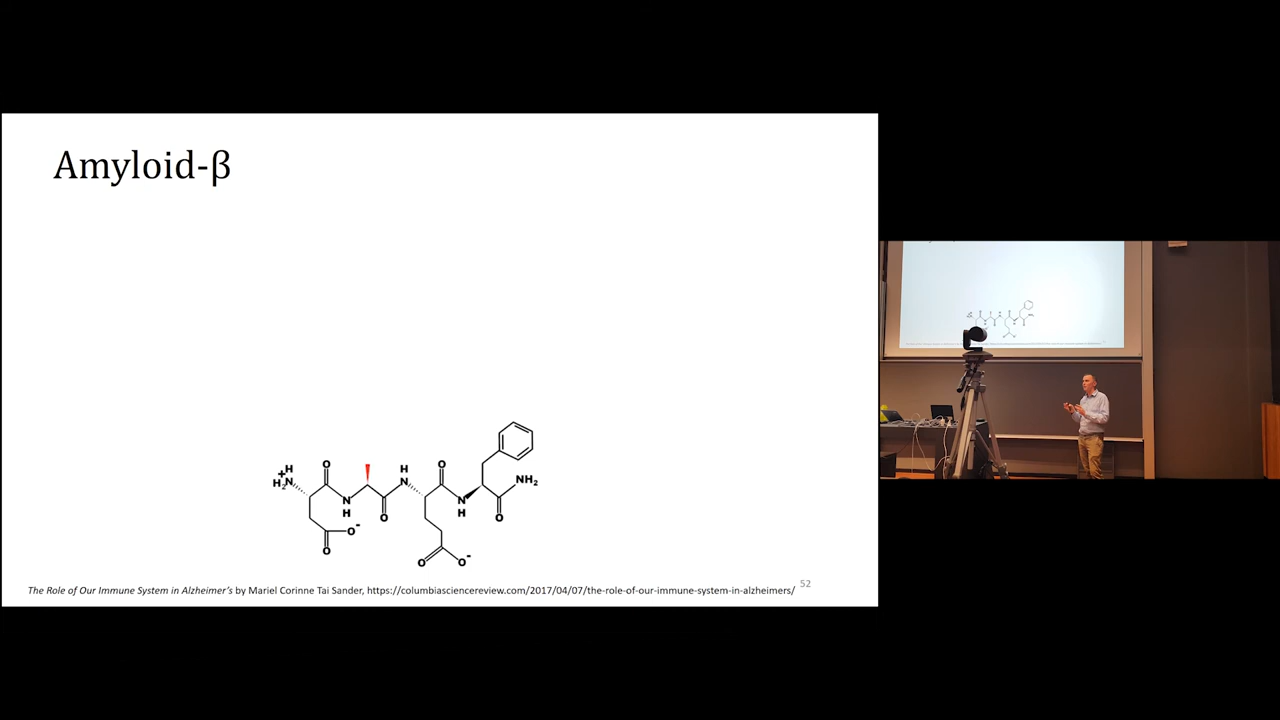 Amyloid-β
H
+
H₂N
O
N
H
O
O⁻
O
H
N
O
N
H
O
NH₂
O
O⁻
The Role of Our Immune System in Alzheimer's by Mariel Corinne Tai Sander, https://columbiasciencereview.com/2017/04/07/the-role-of-our-immune-system-in-alzheimers/
52